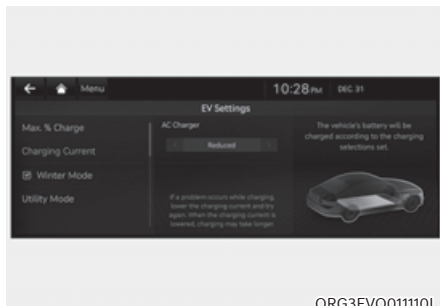 Menu
10:28 PM DEC. 31
EV Settings
Max. % Charge
Charging Current
Winter Mode
Utility Mode
AC Charger
Reduced
If a problem occurs while charging,
lower the charging current and try
again. When the charging current is
lowered, charging may take longer.
The vehicle's battery will be
charged according to the charging
selections set.